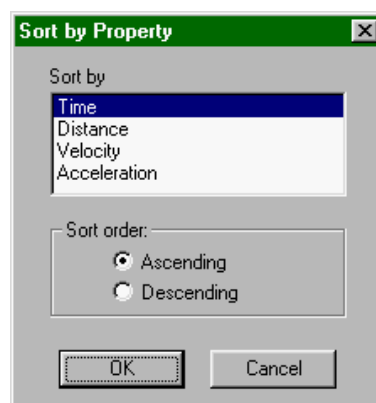 Sort by Property
Sort by
Time
Distance
Velocity
Acceleration
Sort order:
Ascending
Descending
OK Cancel